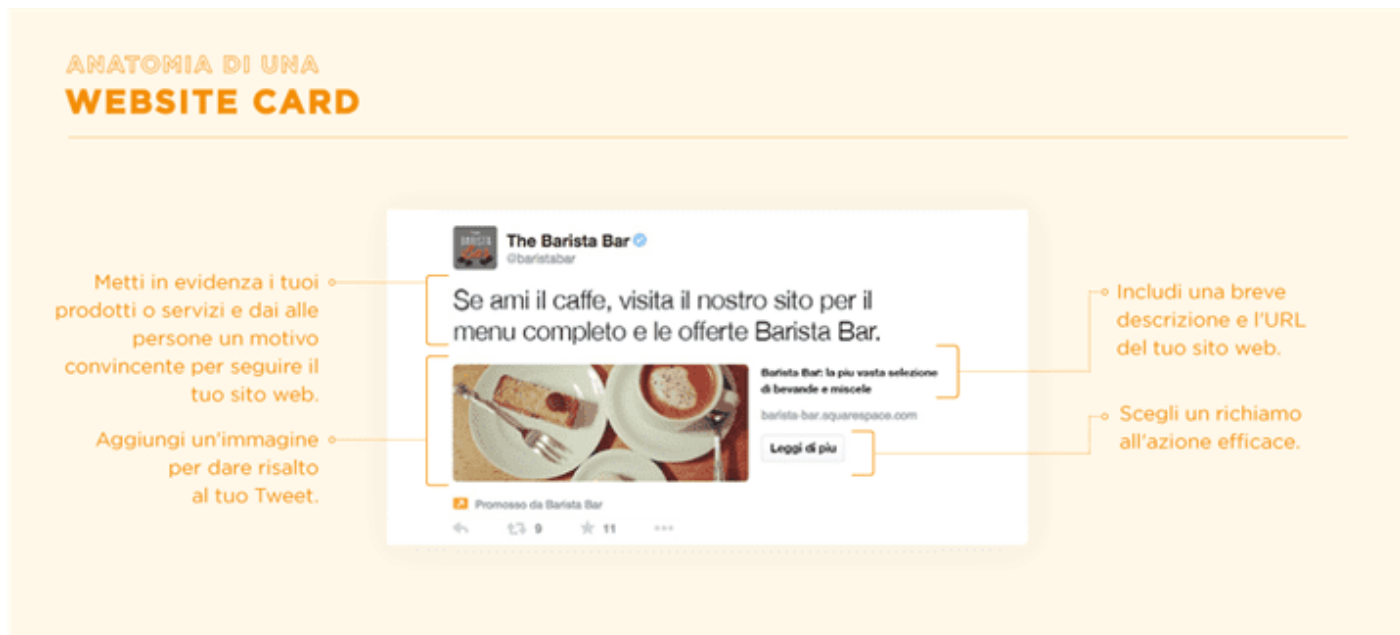 ANATOMIA DI UNA
WEBSITE CARD
Metti in evidenza i tuoi
prodotti o servizi e dai alle
persone un motivo
convincente per seguire il
tuo sito web.
Aggiungi un'immagine
per dare risalto
al tuo Tweet.
BARISTA
The Barista Bar
@baristabar
Se ami il caffe, visita il nostro sito per il
menu completo e le offerte Barista Bar.
Barista Bar: la piu vasta selezione
di bevande e miscele
barista-bar.squarespace.com
Leggi di piu
Promosso da Barista Bar
9 11
Includi una breve
descrizione e l'URL
del tuo sito web.
Scegli un richiamo
all'azione efficace.